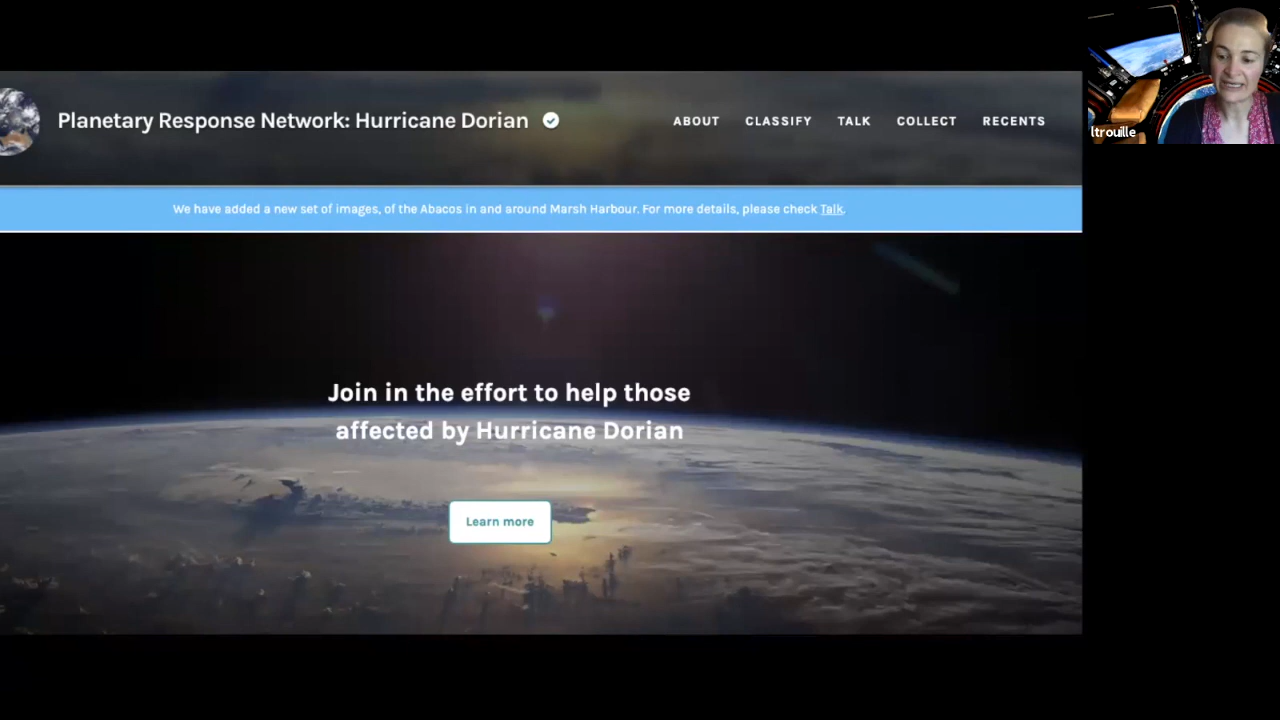 Planetary Response Network: Hurricane Dorian
ABOUT CLASSIFY TALK COLLECT RECENTS
ltrouille
We have added a new set of images, of the Abacos in and around Marsh Harbour. For more details, please check Talk.
Join in the effort to help those
affected by Hurricane Dorian
Learn more